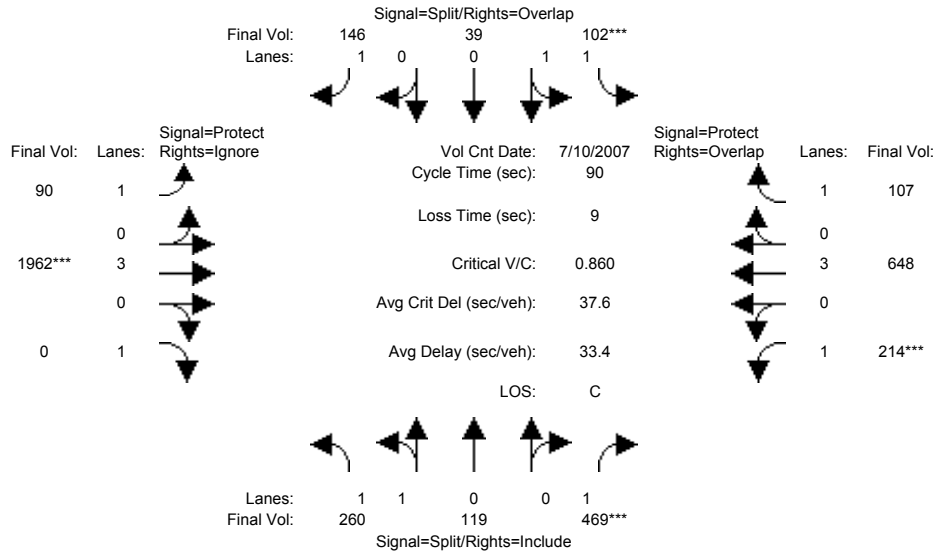 Signal=Split/Rights=Overlap
Final Vol: 146 39 102***
Lanes: 1 0 0 1 1
Signal=Protect
Final Vol: Lanes: Rights=Ignore
Vol Cnt Date: 7/10/2007
Signal=Protect
Rights=Overlap Lanes: Final Vol:
Cycle Time (sec): 90
90 1
1 107
Loss Time (sec): 9
0
0
1962*** 3
Critical V/C: 0.860
3 648
0
Avg Crit Del (sec/veh): 37.6
0
0 1
Avg Delay (sec/veh): 33.4
1 214***
LOS: C
Lanes: 1 1 0 0 1
Final Vol: 260 119 469***
Signal=Split/Rights=Include